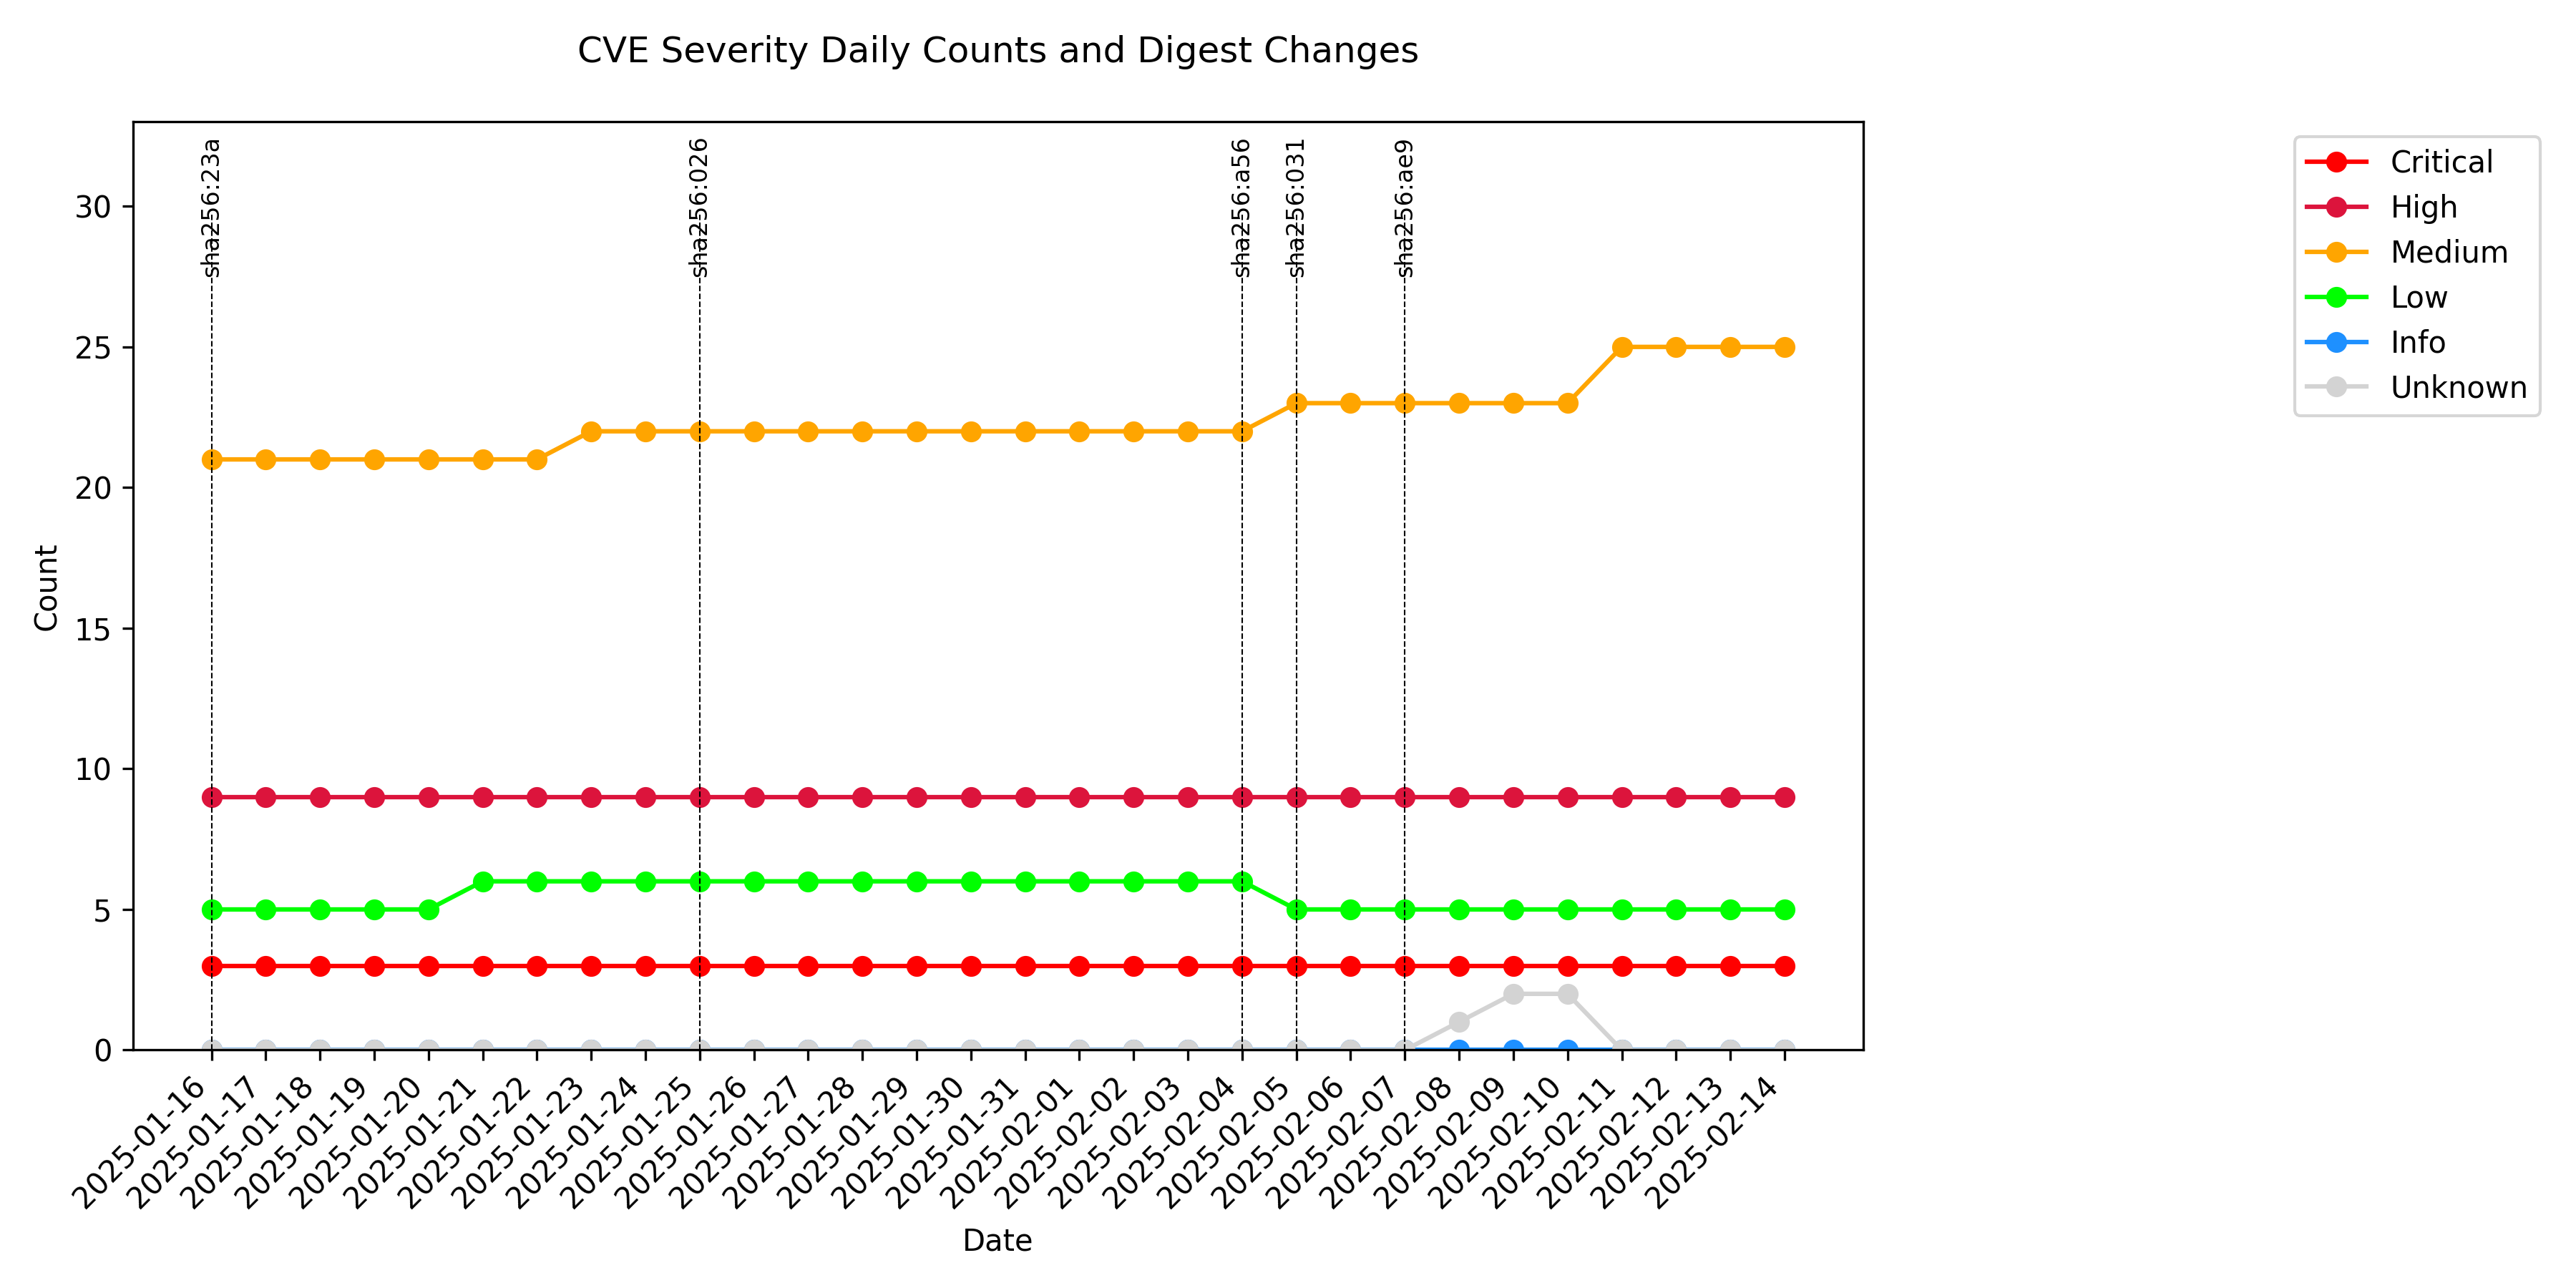 CVE Severity Daily Counts and Digest Changes
sha256:23a
sha256:026
sha256:a56
sha256:031
sha256:ae9
Critical
High
Medium
Low
Info
Unknown
Count
30
25
20
15
10
5
0
2025-01-16
2025-01-17
2025-01-18
2025-01-19
2025-01-20
2025-01-21
2025-01-22
2025-01-23
2025-01-24
2025-01-25
2025-01-26
2025-01-27
2025-01-28
2025-01-29
2025-01-30
2025-01-31
2025-02-01
2025-02-02
2025-02-03
2025-02-04
2025-02-05
2025-02-06
2025-02-07
2025-02-08
2025-02-09
2025-02-10
2025-02-11
2025-02-12
2025-02-13
2025-02-14
Date